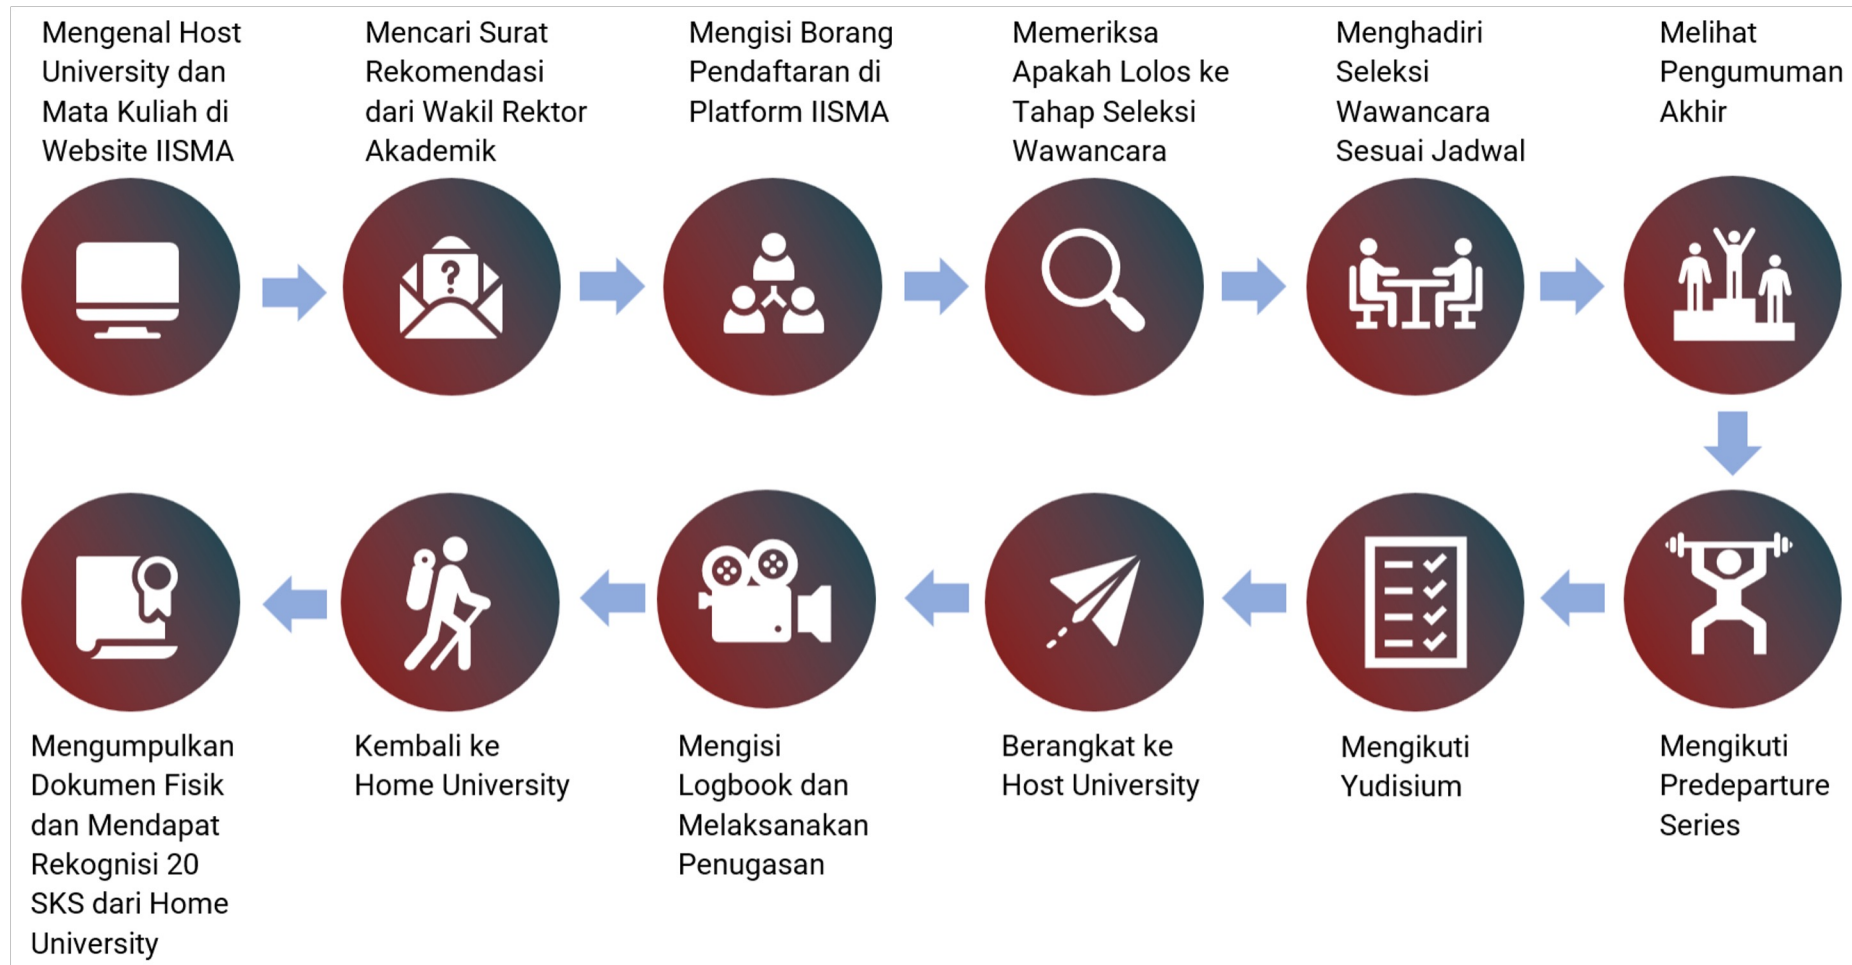 Mengenal Host
University dan
Mata Kuliah di
Website IISMA
Mencari Surat
Rekomendasi
dari Wakil Rektor
Akademik
Mengisi Borang
Pendaftaran di
Platform IISMA
Memeriksa
Apakah Lolos ke
Tahap Seleksi
Wawancara
Menghadiri
Seleksi
Wawancara
Sesuai Jadwal
Melihat
Pengumuman
Akhir
?
Mengikuti
Predeparture
Series
Mengikuti
Yudisium
Berangkat ke
Host University
Mengisi
Logbook dan
Melaksanakan
Penugasan
Kembali ke
Home University
Mengumpulkan
Dokumen Fisik
dan Mendapat
Rekognisi 20
SKS dari Home
University